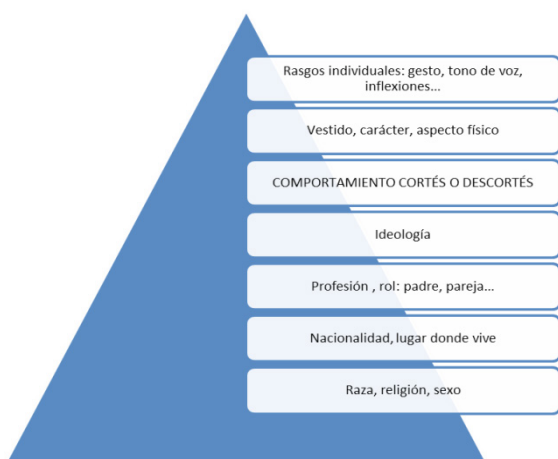 Rasgos individuales: gesto, tono de voz,
inflexiones...
Vestido, carácter, aspecto físico
COMPORTAMIENTO CORTÉS O DESCORTÉS
Ideología
Profesión , rol: padre, pareja...
Nacionalidad, lugar donde vive
Raza, religión, sexo